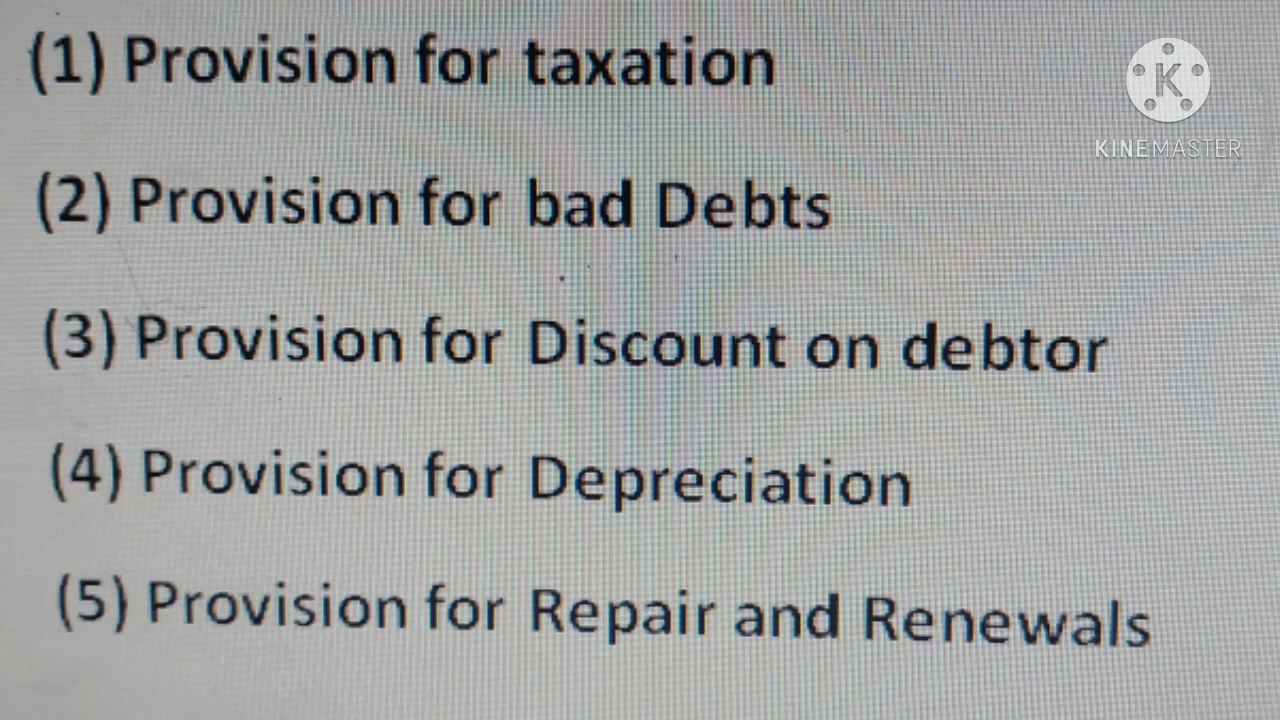 (1) Provision for taxation
K
KINEMASTER
(2) Provision for bad Debts
(3) Provision for Discount on debtor
(4) Provision for Depreciation
(5) Provision for Repair and Renewals